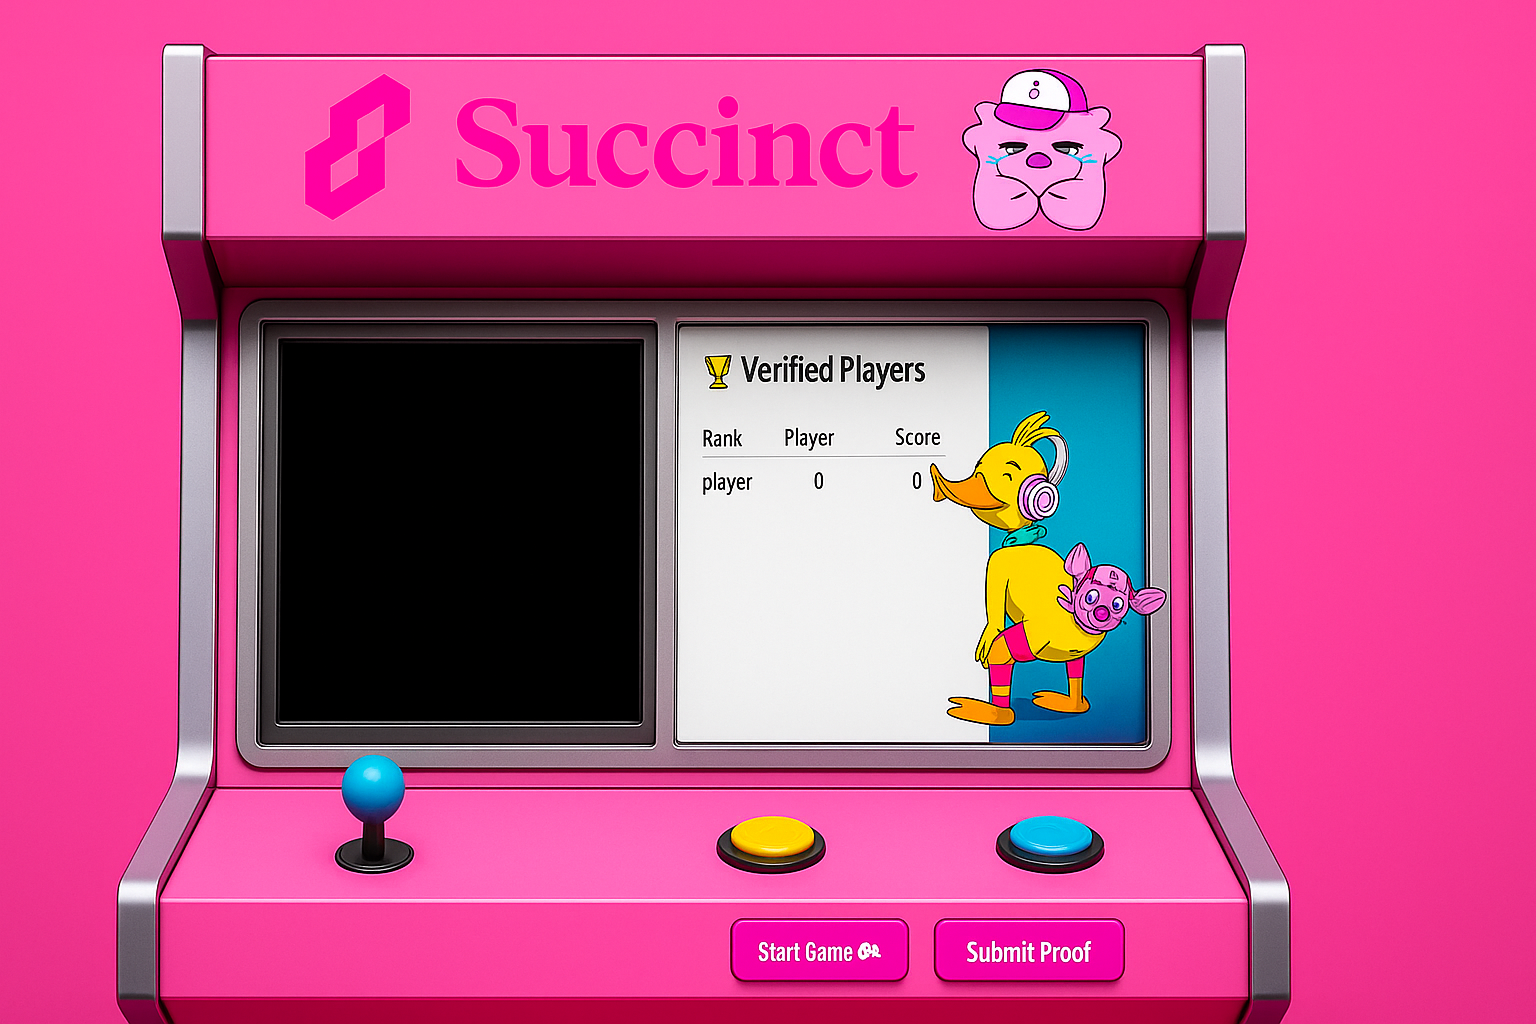 Succinct
Verified Players
Rank Player Score
player 0 0
Start Game
Submit Proof